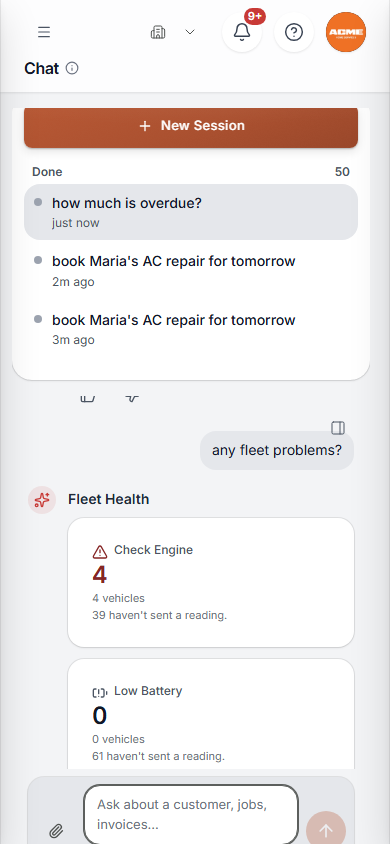 9+
ACME
Chat
+ New Session
Done 50
how much is overdue?
just now
book Maria's AC repair for tomorrow
2m ago
book Maria's AC repair for tomorrow
3m ago
any fleet problems?
Fleet Health
Check Engine
4
4 vehicles
39 haven't sent a reading.
Low Battery
0
0 vehicles
61 haven't sent a reading.
Ask about a customer, jobs,
invoices...